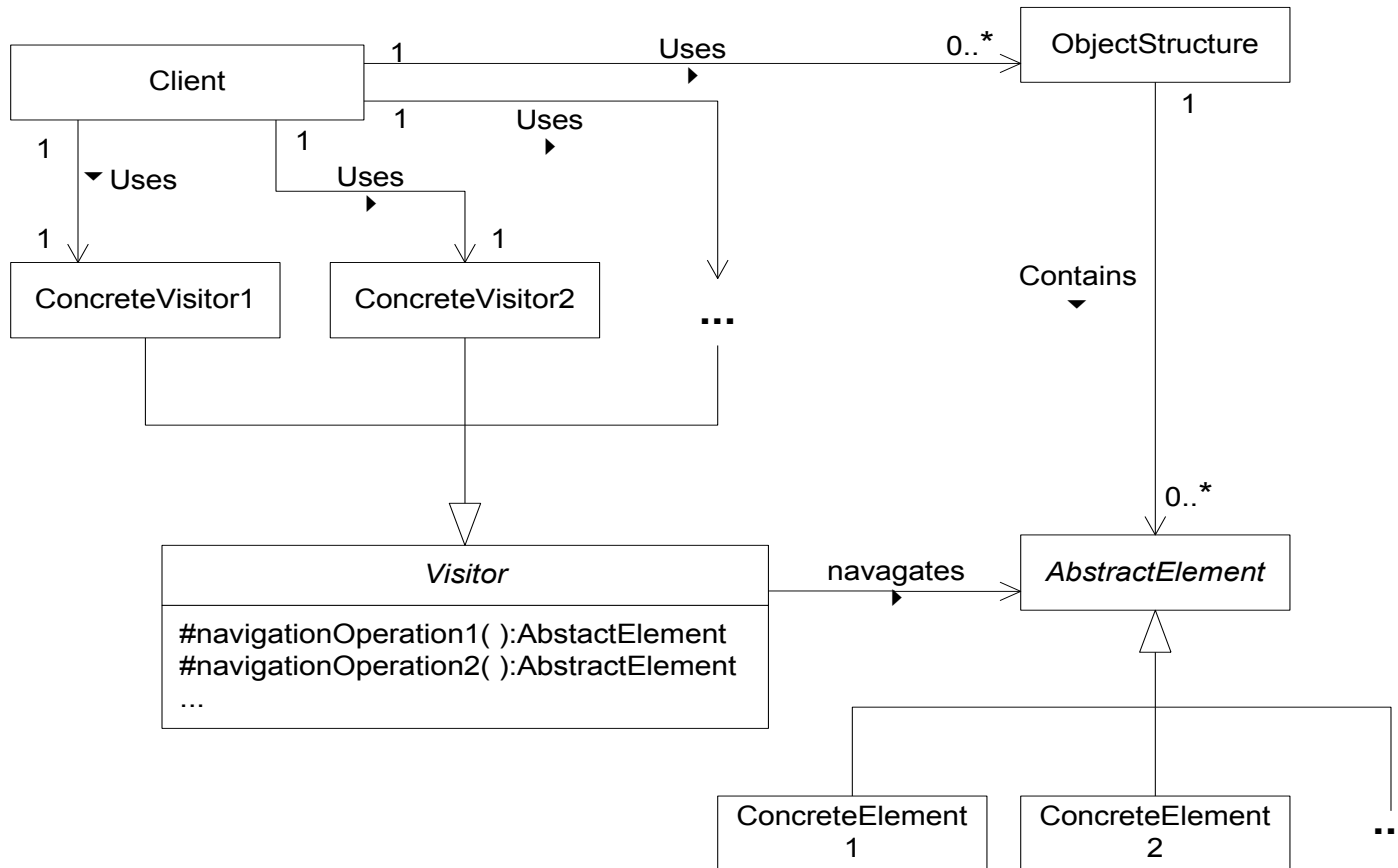 1
Uses
0..*
ObjectStructure
Client
1
1
Uses
1
1
Uses
Uses
1
1
1
ConcreteVisitor1
ConcreteVisitor2
...
Contains
0..*
Visitor
navagates
AbstractElement
#navigationOperation1( ):AbstactElement
#navigationOperation2( ):AbstractElement
...
ConcreteElement
1
ConcreteElement
2
..